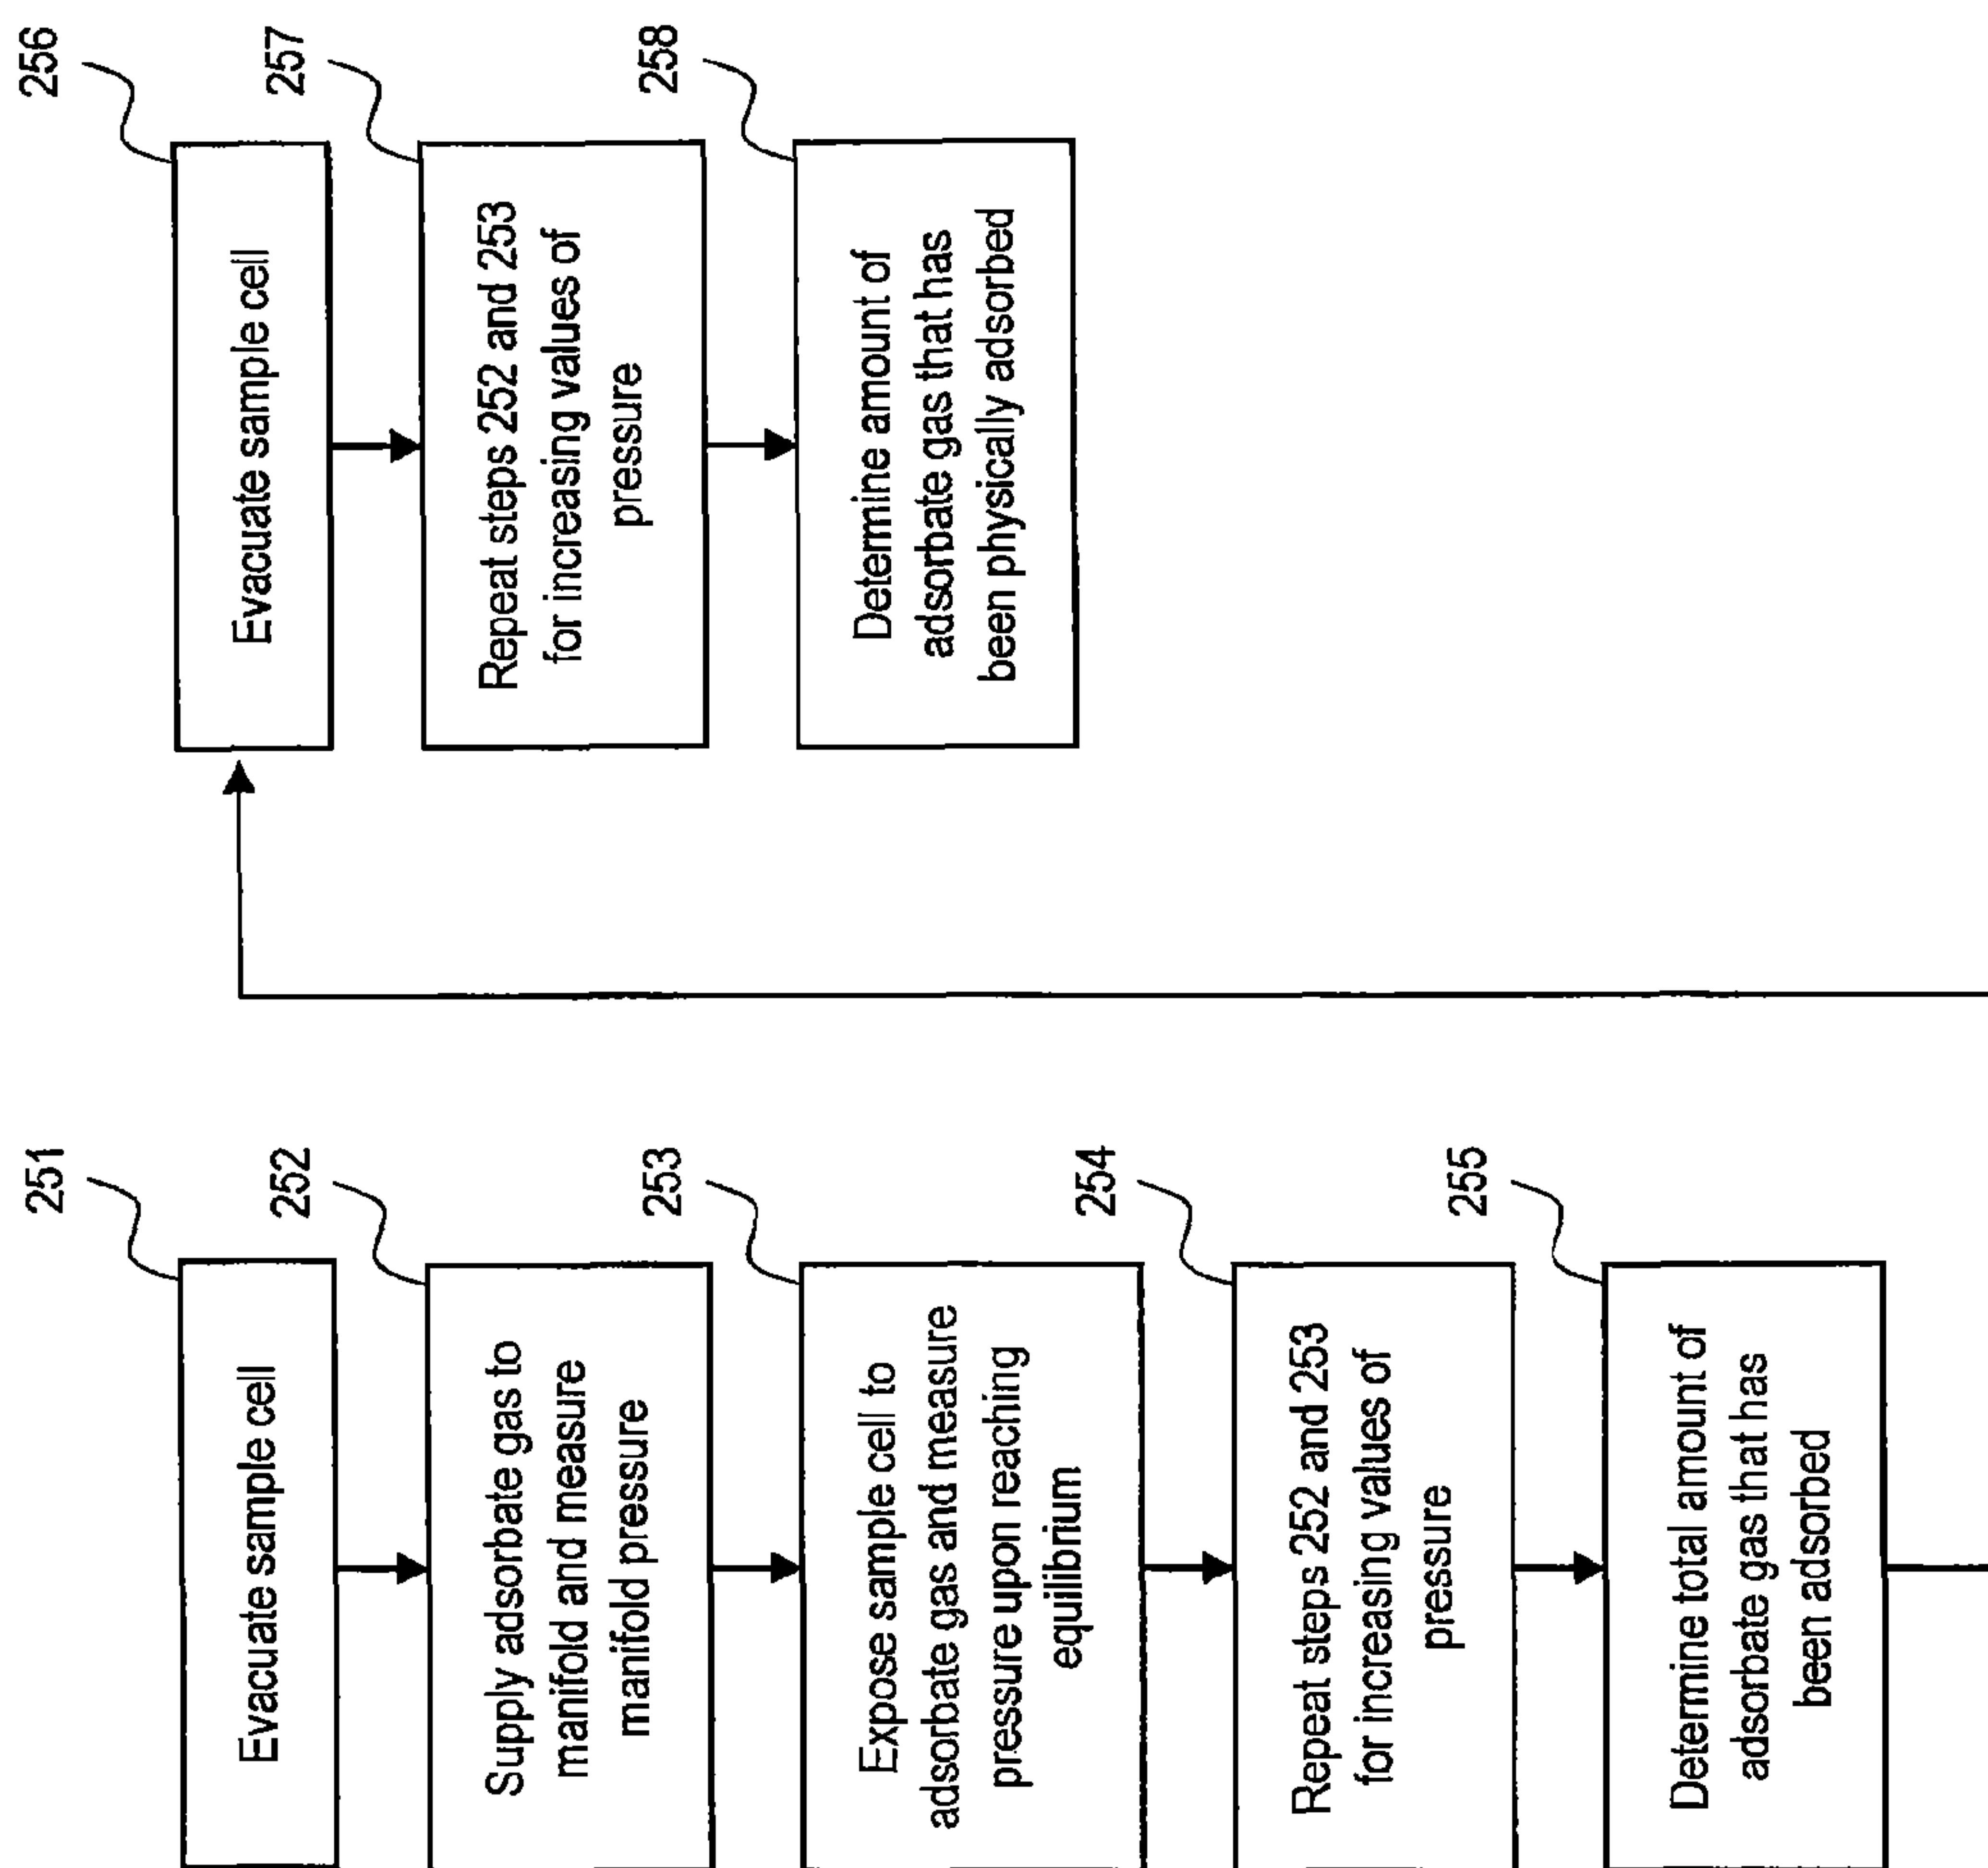 251
Evacuate sample cell
252
Supply adsorbate gas to
manifold and measure
manifold pressure
253
Expose sample cell to
adsorbate gas and measure
pressure upon reaching
equilibrium
254
Repeat steps 252 and 253
for increasing values of
pressure
255
Determine total amount of
adsorbate gas that has
been adsorbed
256
Evacuate sample cell
257
Repeat steps 252 and 253
for increasing values of
pressure
258
Determine amount of
adsorbate gas that has
been physically adsorbed